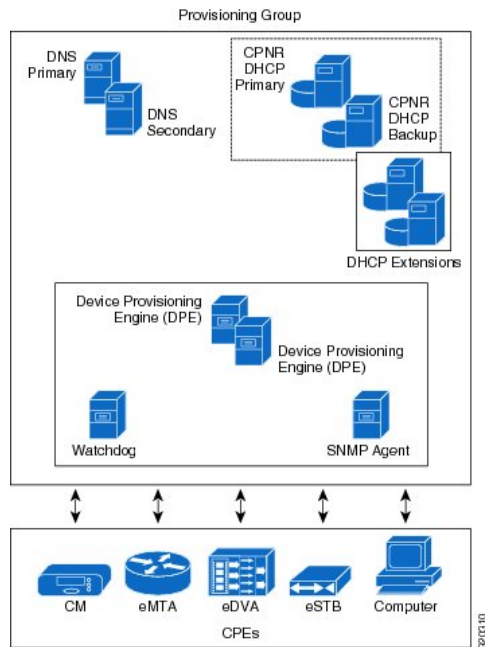 Provisioning Group
DNS
Primary
DNS
Secondary
CPNR
DHCP
Primary
CPNR
DHCP
Backup
DHCP Extensions
Device Provisioning
Engine (DPE)
Device Provisioning
Engine (DPE)
Watchdog
SNMP Agent
CM
eMTA
eDVA
eSTB
Computer
CPEs